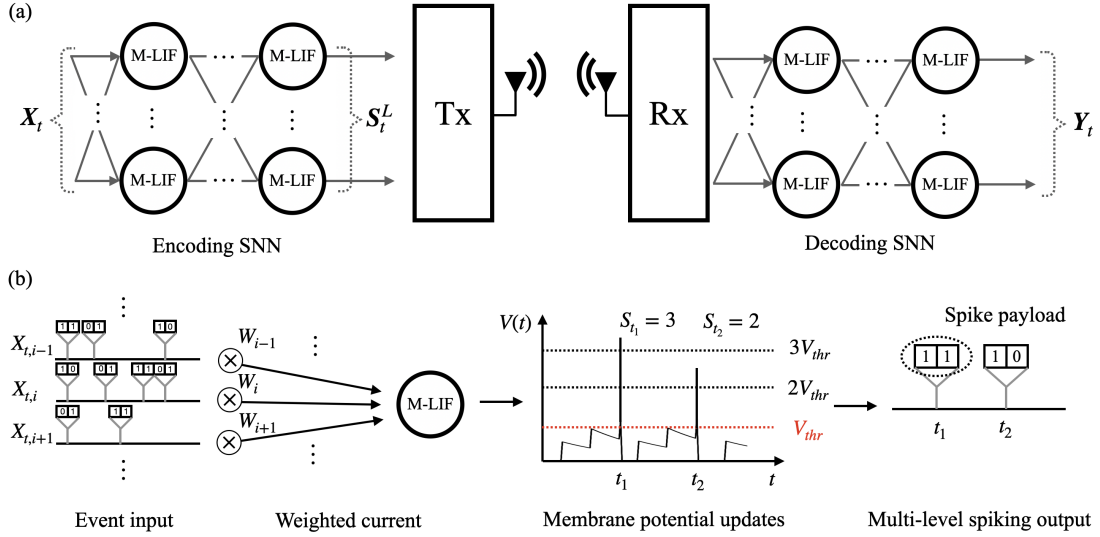 (a)
X_t
M-LIF ... M-LIF
M-LIF ... M-LIF
S_t^L
Tx
Rx
M-LIF ... M-LIF
M-LIF ... M-LIF
Y_t
Encoding SNN
Decoding SNN
(b)
1 1 0 1 1 0
X_{t,i−1}
1 0 0 1 1 1 0 1
X_{t,i}
0 1 1 1
X_{t,i+1}
W_{i−1}
W_i
W_{i+1}
M-LIF
V(t)
S_{t_1} = 3 S_{t_2} = 2
3V_{thr}
2V_{thr}
V_{thr}
t_1 t_2 t
Spike payload
1 1 1 0
t_1 t_2
Event input
Weighted current
Membrane potential updates
Multi-level spiking output